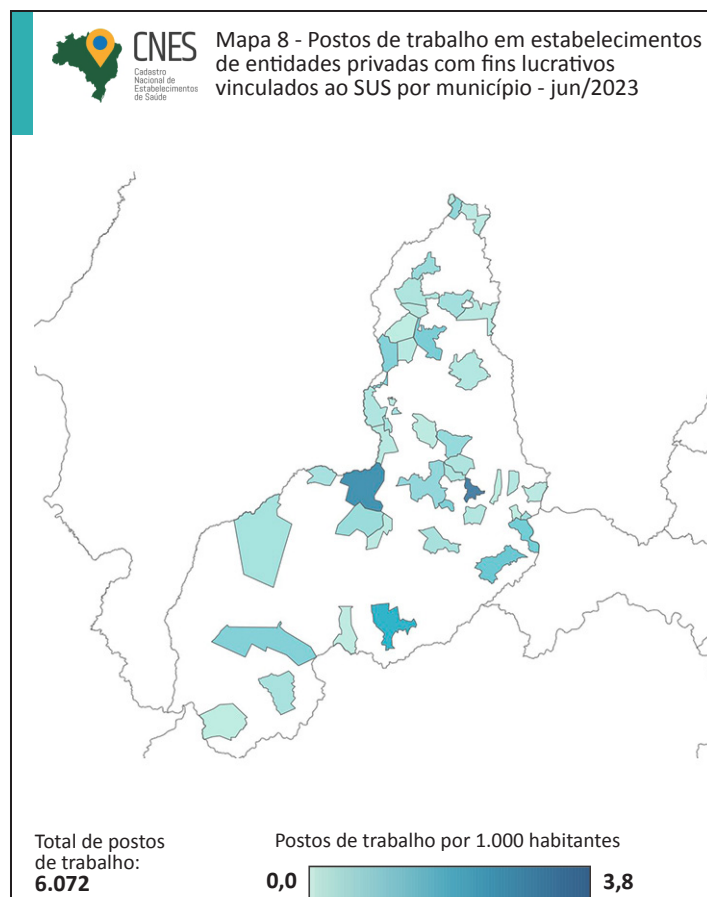 CNES
Cadastro
Nacional de
Estabelecimentos
de Saúde
Mapa 8 - Postos de trabalho em estabelecimentos
de entidades privadas com fins lucrativos
vinculados ao SUS por município - jun/2023
Total de postos
de trabalho:
6.072
Postos de trabalho por 1.000 habitantes
0,0
3,8